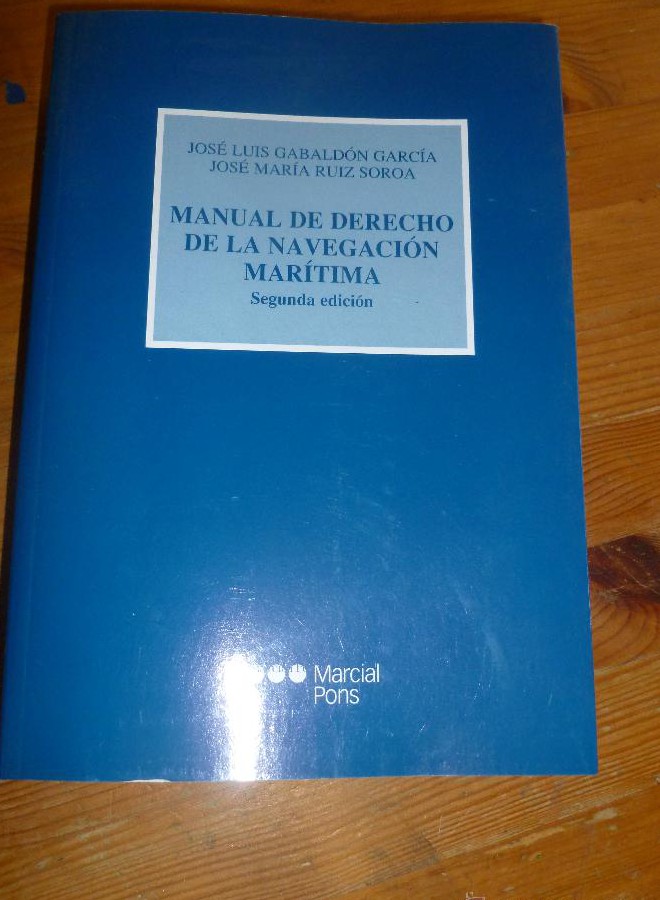 JOSÉ LUIS GABALDÓN GARCÍA
JOSÉ MARÍA RUIZ SOROA
MANUAL DE DERECHO
DE LA NAVEGACIÓN
MARÍTIMA
Segunda edición
Marcial
Pons